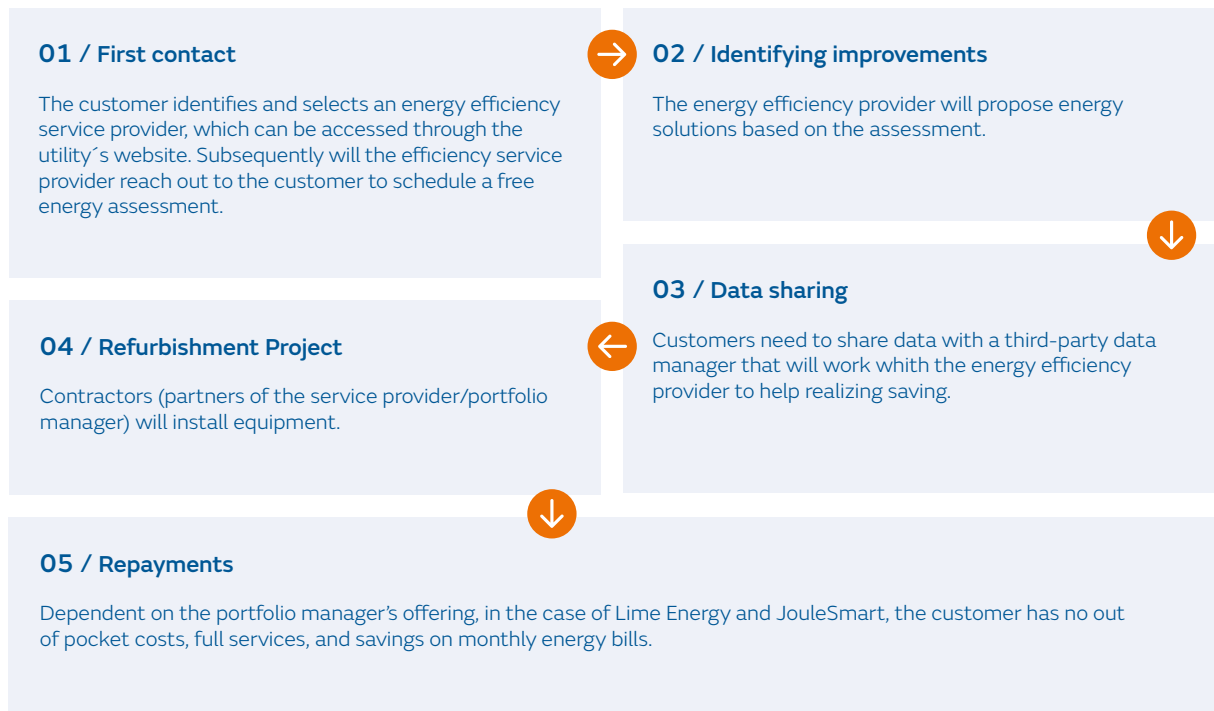 01 / First contact
The customer identifies and selects an energy efficiency
service provider, which can be accessed through the
utility´s website. Subsequently will the efficiency service
provider reach out to the customer to schedule a free
energy assessment.
02 / Identifying improvements
The energy efficiency provider will propose energy
solutions based on the assessment.
03 / Data sharing
Customers need to share data with a third-party data
manager that will work whith the energy efficiency
provider to help realizing saving.
04 / Refurbishment Project
Contractors (partners of the service provider/portfolio
manager) will install equipment.
05 / Repayments
Dependent on the portfolio manager’s offering, in the case of Lime Energy and JouleSmart, the customer has no out
of pocket costs, full services, and savings on monthly energy bills.